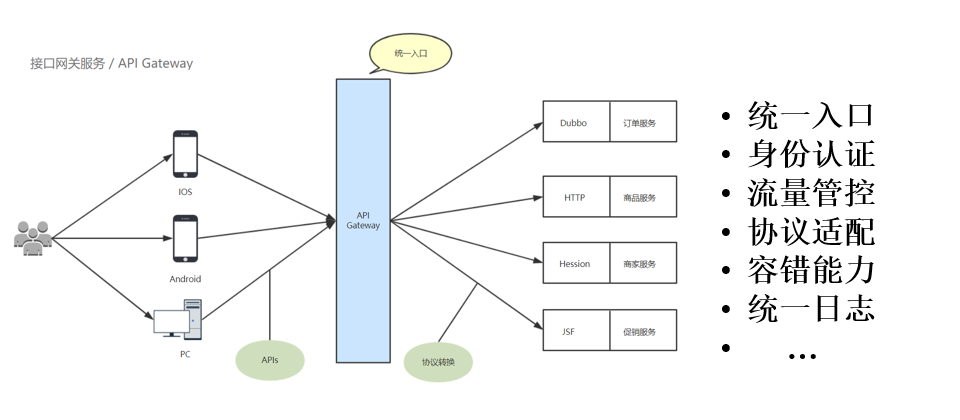 接口网关服务 / API Gateway
统一入口
IOS
Android
PC
APIs
API
Gateway
协议转换
Dubbo 订单服务
HTTP 商品服务
Hession 商家服务
JSF 促销服务
• 统一入口
• 身份认证
• 流量管控
• 协议适配
• 容错能力
• 统一日志
• ...